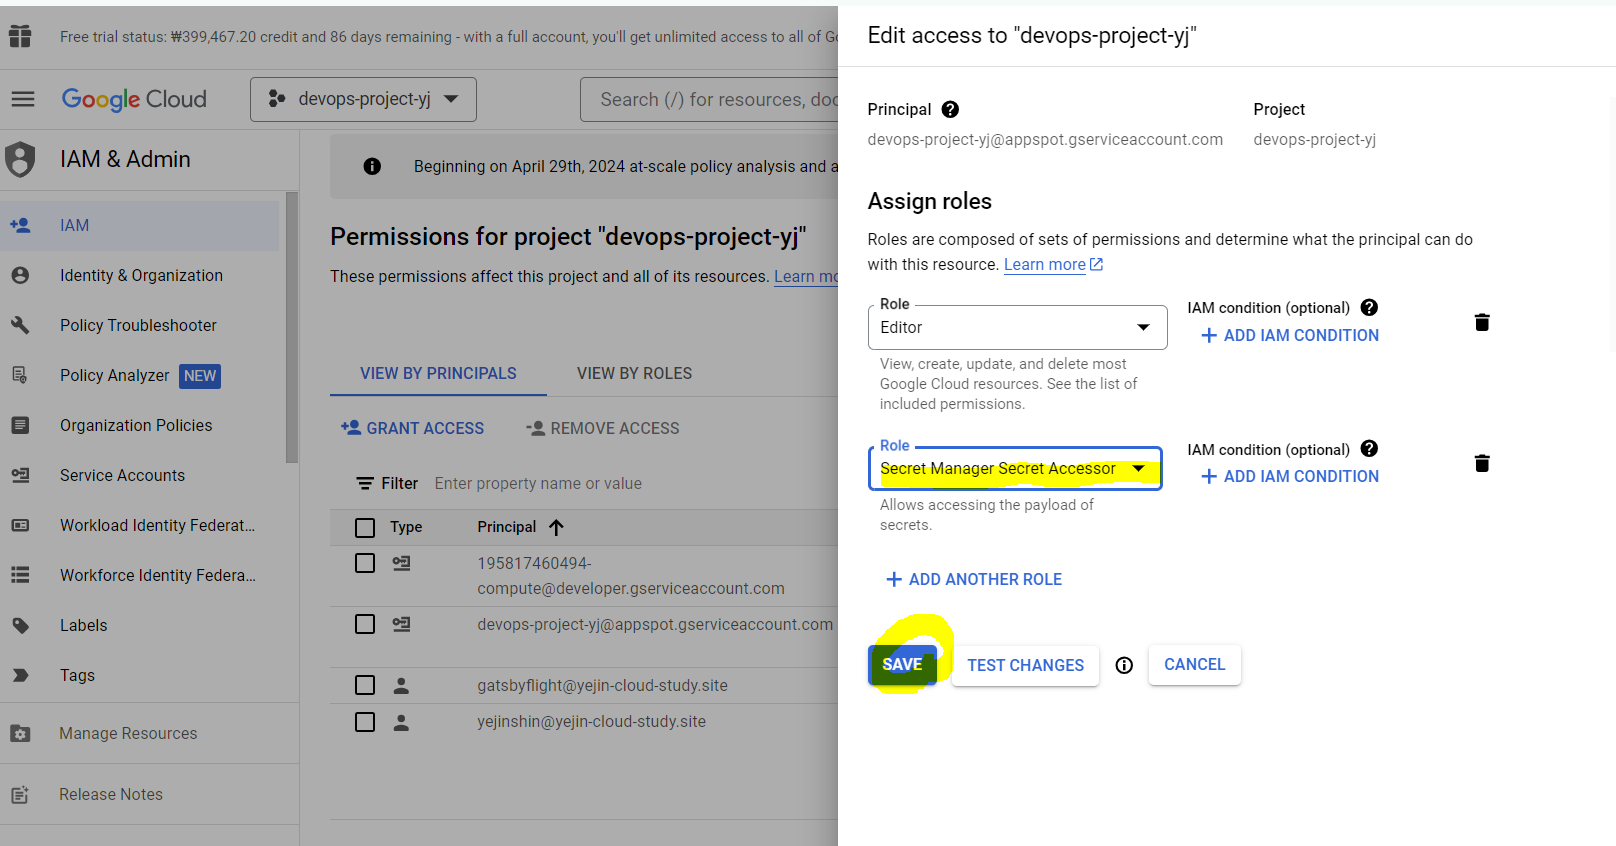 Free trial status: ₩399,467.20 credit and 86 days remaining - with a full account, you'll get unlimited access to all of Go
Google Cloud
devops-project-yj
Search (/) for resources, doc
IAM & Admin
IAM
Identity & Organization
Policy Troubleshooter
Policy Analyzer NEW
Organization Policies
Service Accounts
Workload Identity Federat...
Workforce Identity Federa...
Labels
Tags
Manage Resources
Release Notes
Beginning on April 29th, 2024 at-scale policy analysis and a
Permissions for project "devops-project-yj"
These permissions affect this project and all of its resources. Learn mo
VIEW BY PRINCIPALS
VIEW BY ROLES
GRANT ACCESS
REMOVE ACCESS
Filter Enter property name or value
Type Principal
195817460494-
compute@developer.gserviceaccount.com
devops-project-yj@appspot.gserviceaccount.com
gatsbyflight@yejin-cloud-study.site
yejinshin@yejin-cloud-study.site
Edit access to "devops-project-yj"
Principal
devops-project-yj@appspot.gserviceaccount.com
Project
devops-project-yj
Assign roles
Roles are composed of sets of permissions and determine what the principal can do
with this resource. Learn more
Role
Editor
View, create, update, and delete most
Google Cloud resources. See the list of
included permissions.
IAM condition (optional)
ADD IAM CONDITION
Role
Secret Manager Secret Accessor
Allows accessing the payload of
secrets.
IAM condition (optional)
ADD IAM CONDITION
ADD ANOTHER ROLE
SAVE
TEST CHANGES
CANCEL